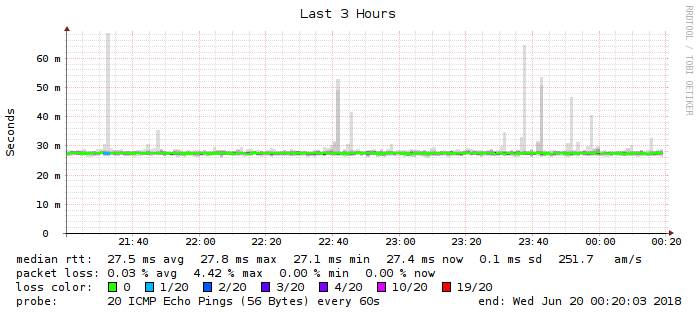 Last 3 Hours
RRDTOOL / TOBI OETIKER
Seconds
60 m
50 m
40 m
30 m
20 m
10 m
0
21:40 22:00 22:20 22:40 23:00 23:20 23:40 00:00 00:20
median rtt: 27.5 ms avg 27.8 ms max 27.1 ms min 27.4 ms now 0.1 ms sd 251.7 am/s
packet loss: 0.03 % avg 4.42 % max 0.00 % min 0.00 % now
loss color: 0 1/20 2/20 3/20 4/20 10/20 19/20
probe: 20 ICMP Echo Pings (56 Bytes) every 60s end: Wed Jun 20 00:20:03 2018